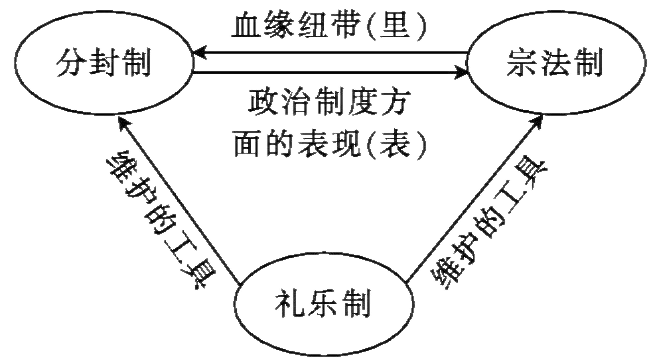 血缘纽带(里)
分封制
宗法制
政治制度方
面的表现(表)
维护的工具
维护的工具
礼乐制